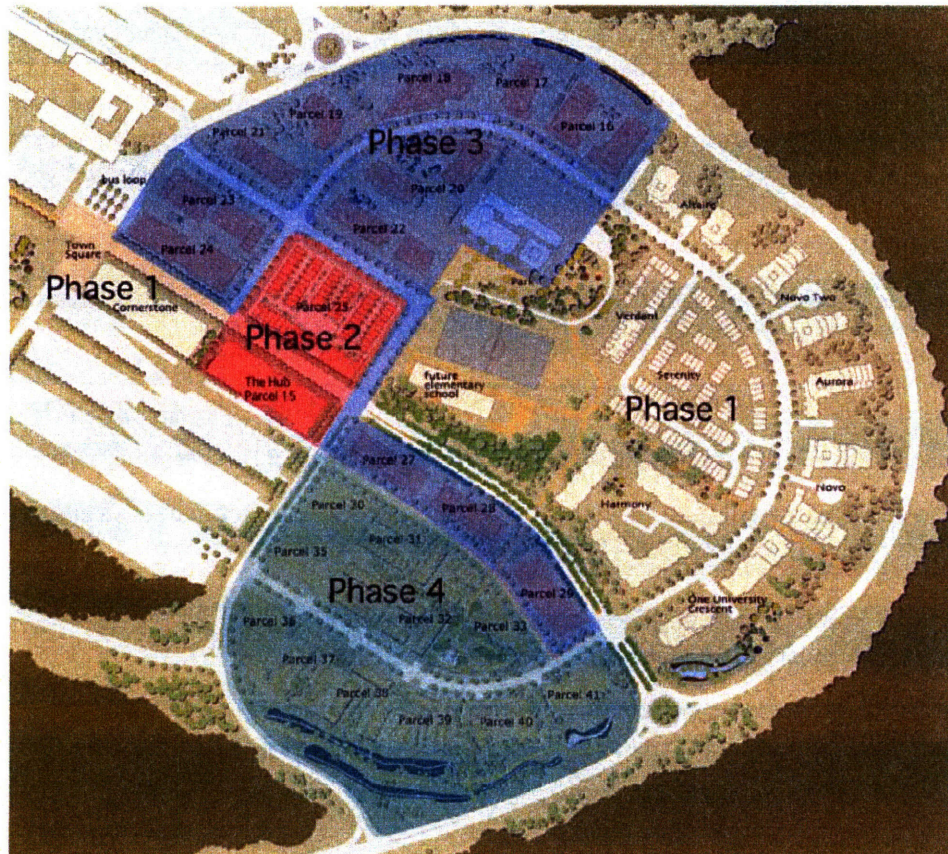 Parcel 18
Parcel 17
Parcel 19
Parcel 16
Parcel 21
Phase 3
bus loop
Parcel 20
Parcel 23
Altaire
Parcel 22
Parcel 24
Town
Square
Park
Phase 1
Cornerstone
Novo Two
Parcel 25
Verdant
Phase 2
future
elementary
school
Serenity
Aurora
The Hub
Parcel 15
Phase 1
Parcel 27
Novo
Parcel 28
Harmony
Parcel 30
Parcel 31
Parcel 35
Phase 4
Parcel 29
One University
Crescent
Parcel 32
Parcel 33
Parcel 36
Parcel 37
Parcel 38
Parcel 41
Parcel 39
Parcel 40